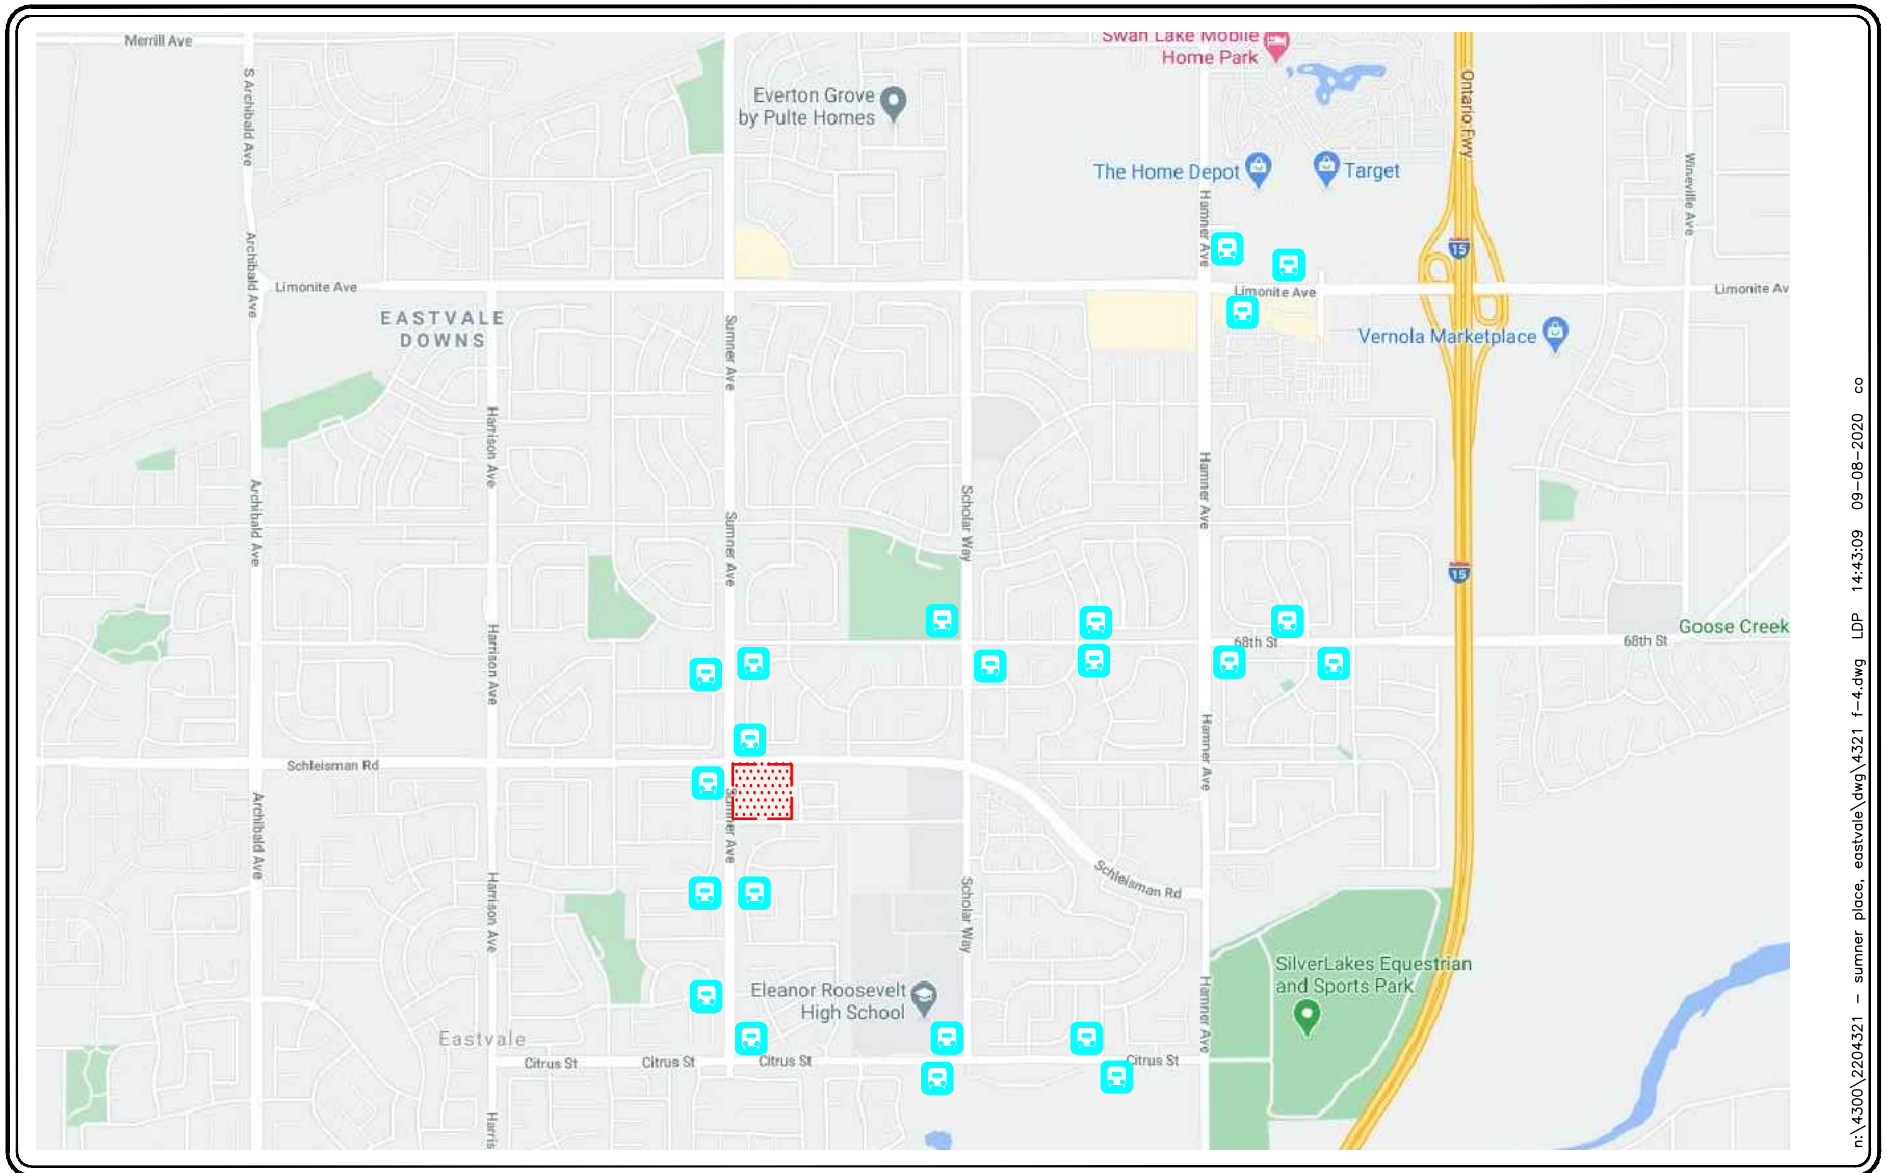 Merrill Ave
Swan Lake Mobile
Home Park
S Archibald Ave
Ontario Fwy
Everton Grove
by Pulte Homes
The Home Depot
Target
Wineville Ave
Hamner Ave
Archibald Ave
15
Limonite Ave
Limonite Ave
Limonite Av
EASTVALE
DOWNS
Sumner Ave
Vernola Marketplace
Harrison Ave
Hamner Ave
Archibald Ave
Scholar Way
Sumner Ave
15
Goose Creek
68th St
68th St
Harrison Ave
Hamner Ave
Schleisman Rd
Sumner Ave
Archibald Ave
Schleisman Rd
Harrison Ave
Scholar Way
SilverLakes Equestrian
and Sports Park
Eleanor Roosevelt
High School
Hamner Ave
Eastvale
Citrus St
Citrus St
Citrus St
Citrus St
Harris
n:\4300\2204321 - sumner place, eastvale\dwg\4321 f-4.dwg LDP 14:43:09 09-08-2020 co